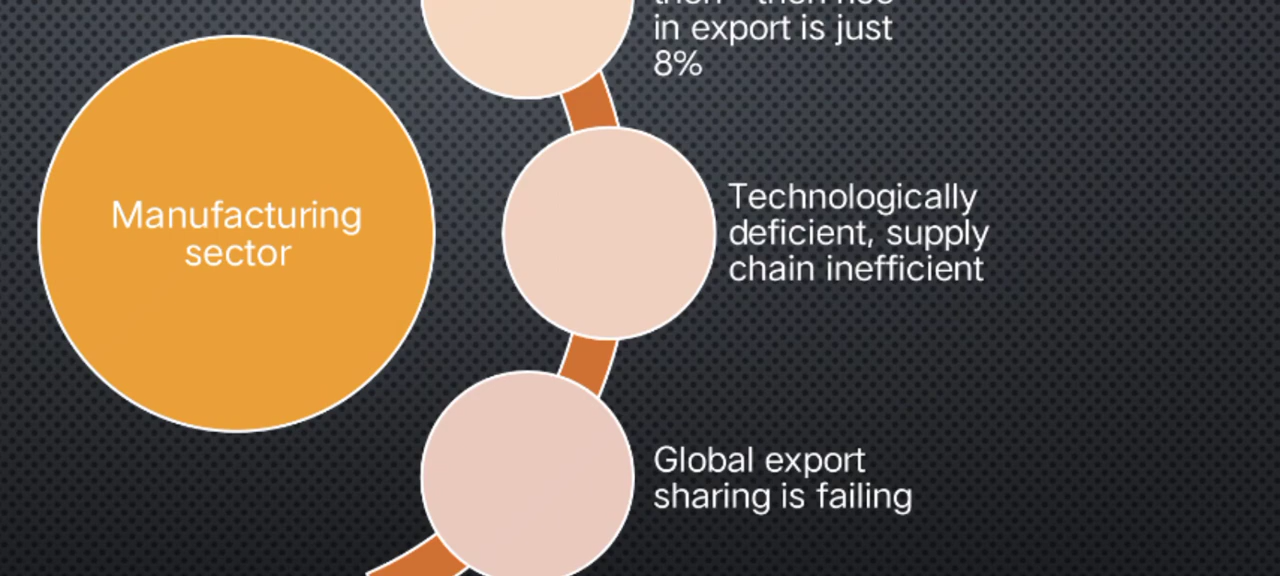 in export is just
8%
Manufacturing
sector
Technologically
deficient, supply
chain inefficient
Global export
sharing is failing